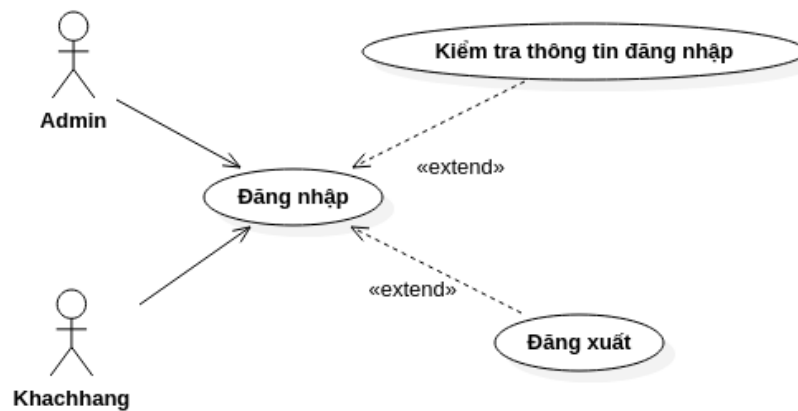 Kiểm tra thông tin đăng nhập
Admin
«extend»
Đăng nhập
«extend»
Đăng xuất
Khachhang